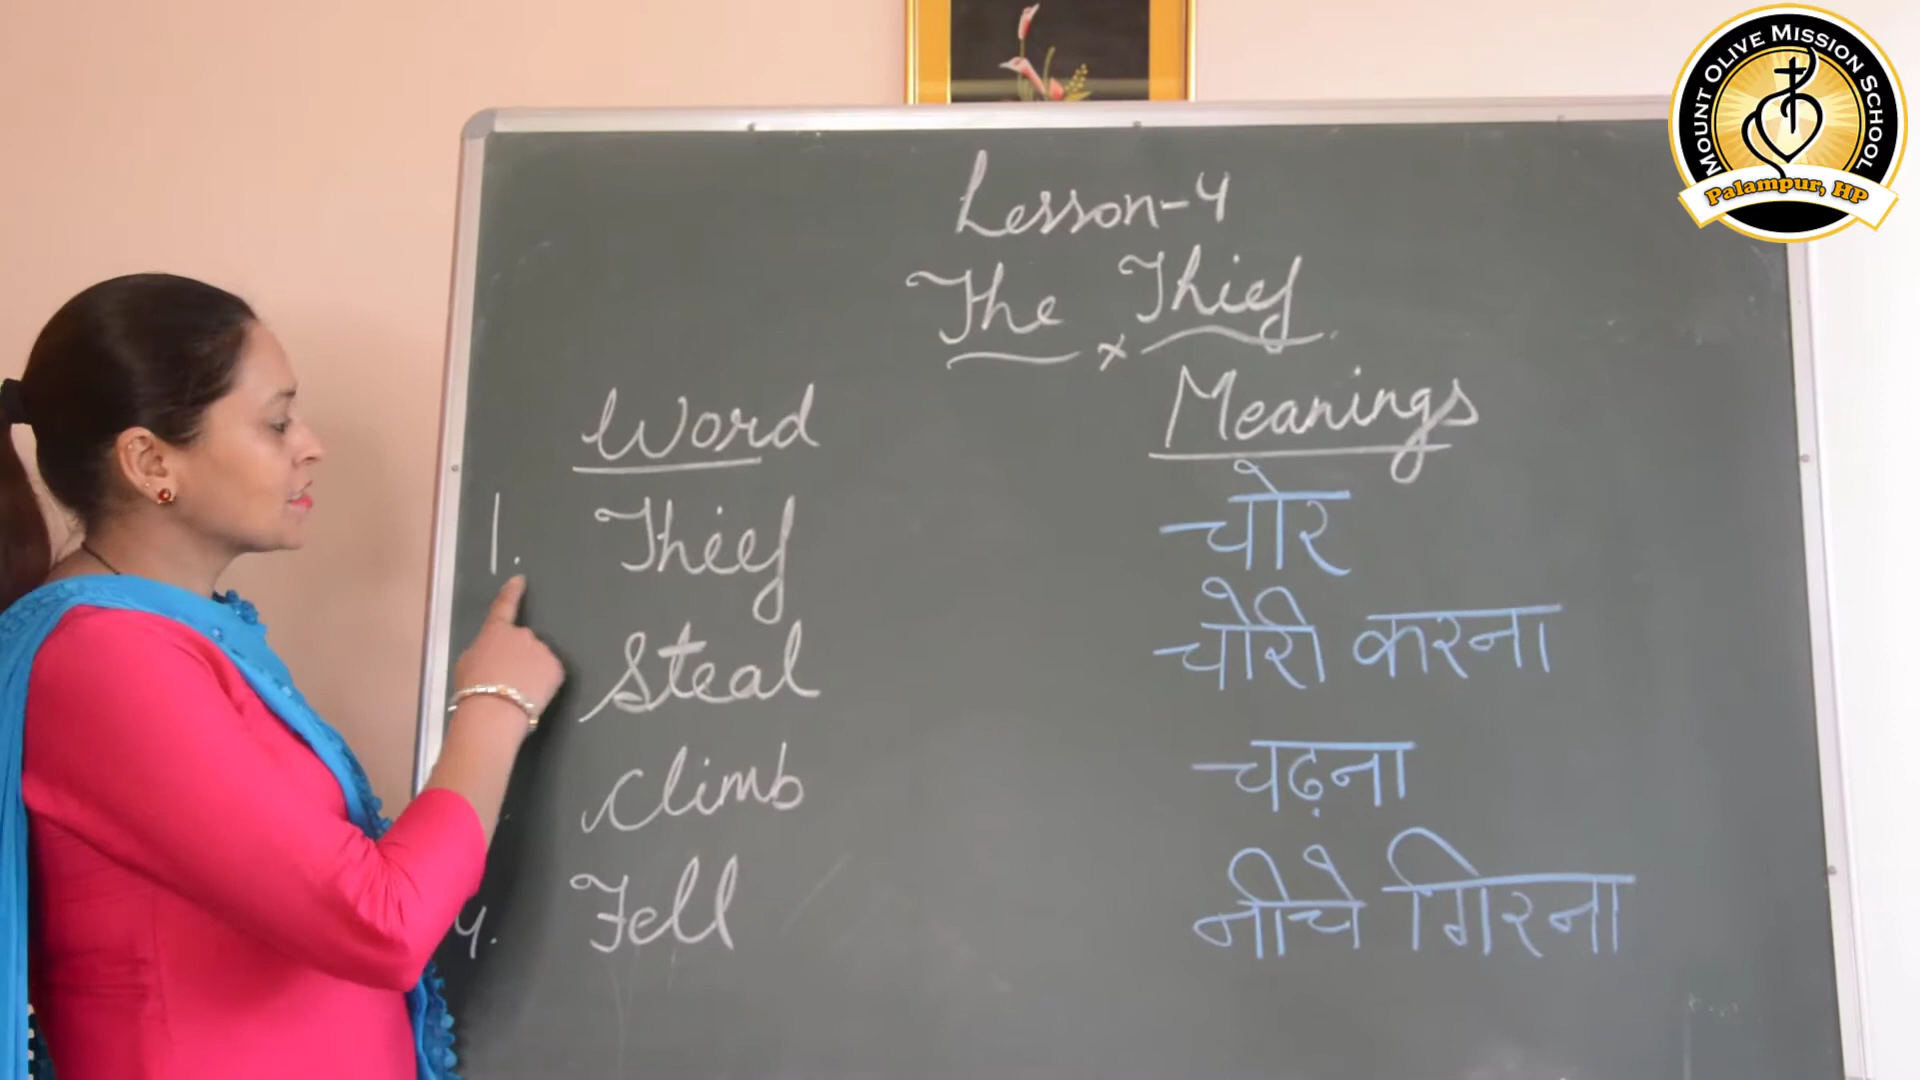 MOUNT OLIVE MISSION SCHOOL
Palampur, HP
Lesson-4
The Thief
Word Meanings
1. Thief चोर
Steal चोरी करना
Climb चढ़ना
4. Fell नीचे गिरना